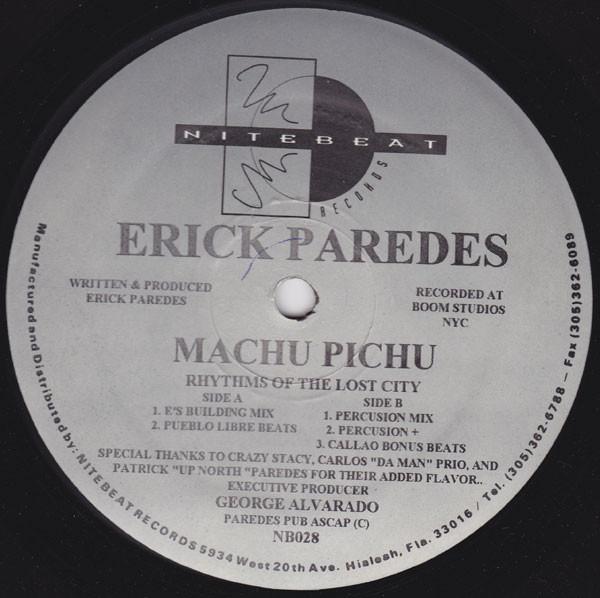 NITEBEAT
RECORDS
ERICK PAREDES
WRITTEN & PRODUCED
ERICK PAREDES
RECORDED AT
BOOM STUDIOS
NYC
MACHU PICHU
RHYTHMS OF THE LOST CITY
SIDE A
1. E'S BUILDING MIX
2. PUEBLO LIBRE BEATS
SIDE B
1. PERCUSION MIX
2. PERCUSION +
3. CALLAO BONUS BEATS
SPECIAL THANKS TO CRAZY STACY, CARLOS "DA MAN" PRIO, AND
PATRICK "UP NORTH "PAREDES FOR THEIR ADDED FLAVOR..
EXECUTIVE PRODUCER
GEORGE ALVARADO
PAREDES PUB ASCAP (C)
NB028
Manufactured and Distributed by: NITEBEAT RECORDS 5934 West 20th Ave. Hialeah, Fla. 33016 / Tel. (305)362-6788 - Fax (305)362-6089